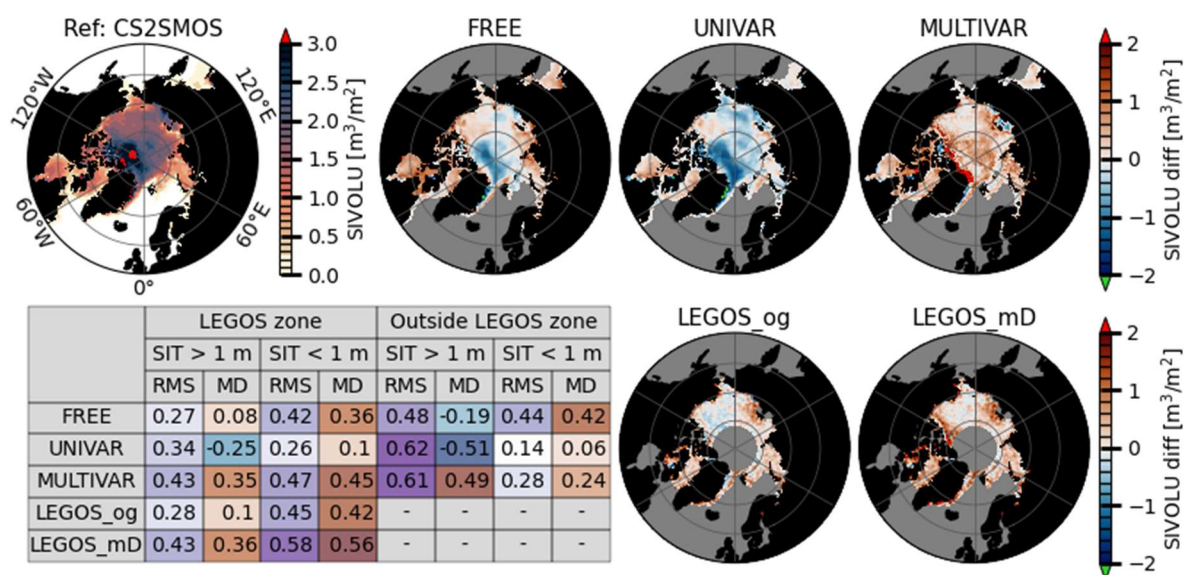 Ref: CS2SMOS
FREE
UNIVAR
MULTIVAR
120°W
120°E
60°W
60°E
0°
3.0
2.5
2.0
1.5
1.0
0.5
0.0
SIVOLU [m³/m²]
2
1
0
−1
−2
SIVOLU diff [m³/m²]
LEGOS zone Outside LEGOS zone
SIT > 1 m SIT < 1 m SIT > 1 m SIT < 1 m
RMS MD RMS MD RMS MD RMS MD
FREE 0.27 0.08 0.42 0.36 0.48 -0.19 0.44 0.42
UNIVAR 0.34 -0.25 0.26 0.1 0.62 -0.51 0.14 0.06
MULTIVAR 0.43 0.35 0.47 0.45 0.61 0.49 0.28 0.24
LEGOS_og 0.28 0.1 0.45 0.42 - - - -
LEGOS_mD 0.43 0.36 0.58 0.56 - - - -
LEGOS_og
LEGOS_mD
2
1
0
−1
−2
SIVOLU diff [m³/m²]